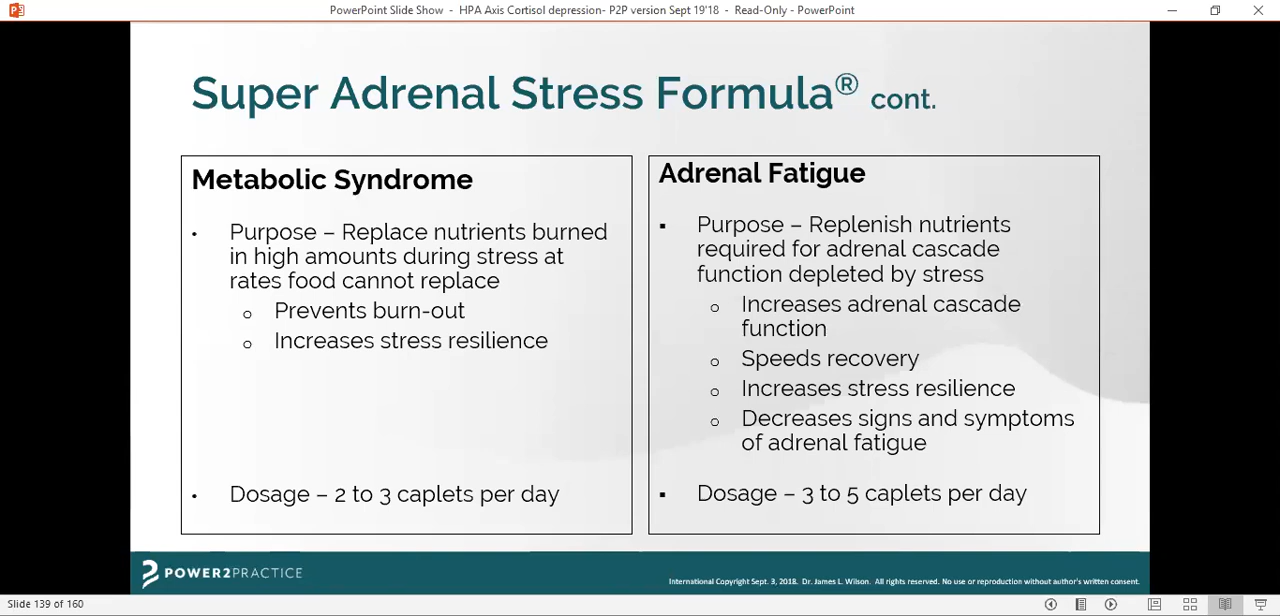 PowerPoint Slide Show - HPA Axis Cortisol depression- P2P version Sept 19'18 - Read-Only - PowerPoint
Super Adrenal Stress Formula® cont.
Metabolic Syndrome
• Purpose – Replace nutrients burned
in high amounts during stress at
rates food cannot replace
o Prevents burn-out
o Increases stress resilience
• Dosage – 2 to 3 caplets per day
Adrenal Fatigue
▪ Purpose – Replenish nutrients
required for adrenal cascade
function depleted by stress
o Increases adrenal cascade
function
o Speeds recovery
o Increases stress resilience
o Decreases signs and symptoms
of adrenal fatigue
▪ Dosage – 3 to 5 caplets per day
POWER2PRACTICE
International Copyright Sept. 3, 2018. Dr. James L. Wilson. All rights reserved. No use or reproduction without author's written consent.
Slide 139 of 160